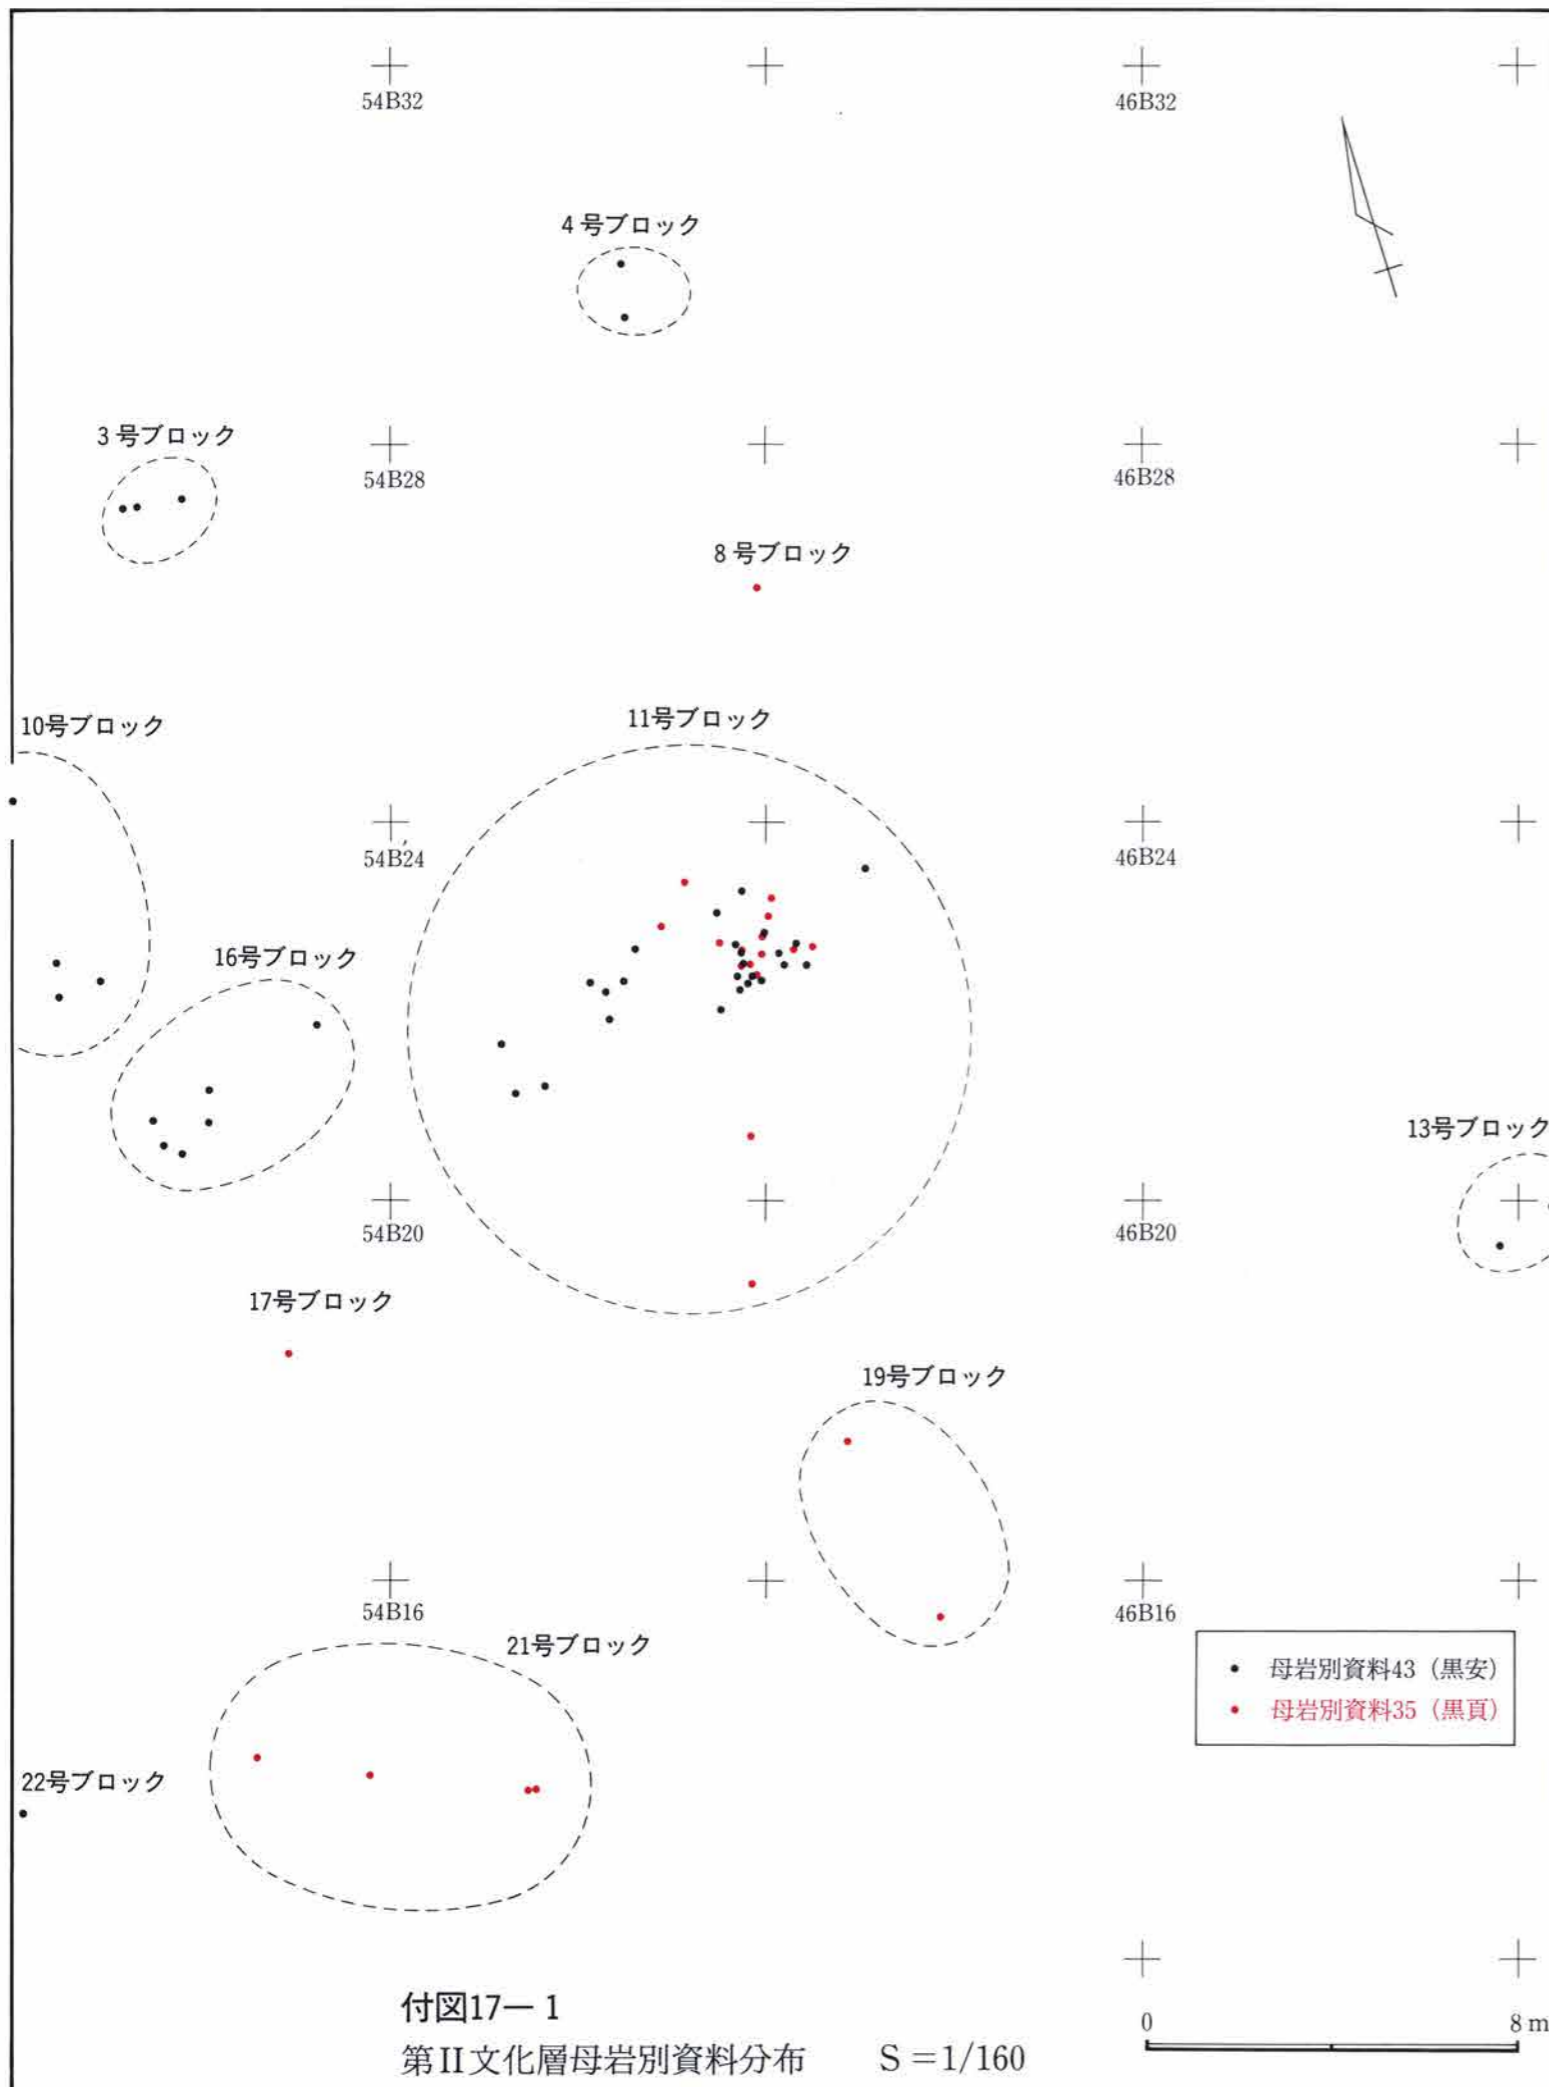 54B32
46B32
4号ブロック
3号ブロック
54B28
46B28
8号ブロック
10号ブロック
11号ブロック
54B24
46B24
16号ブロック
13号ブロック
54B20
46B20
17号ブロック
19号ブロック
54B16
46B16
21号ブロック
母岩別資料43（黒安）
母岩別資料35（黒頁）
22号ブロック
付図17—1
0 8m
第II文化層母岩別資料分布 S=1/160